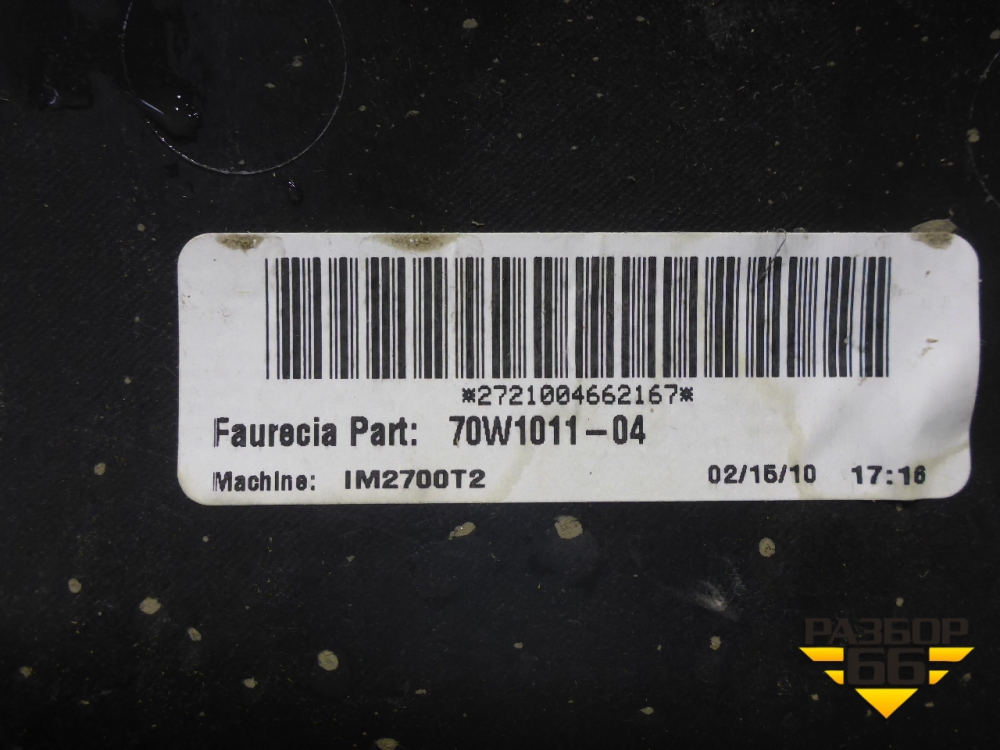 *2721004662167*
Faurecia Part: 70W1011-04
Machine: IM2700T2 02/15/10 17:16
РАЗБОР
66